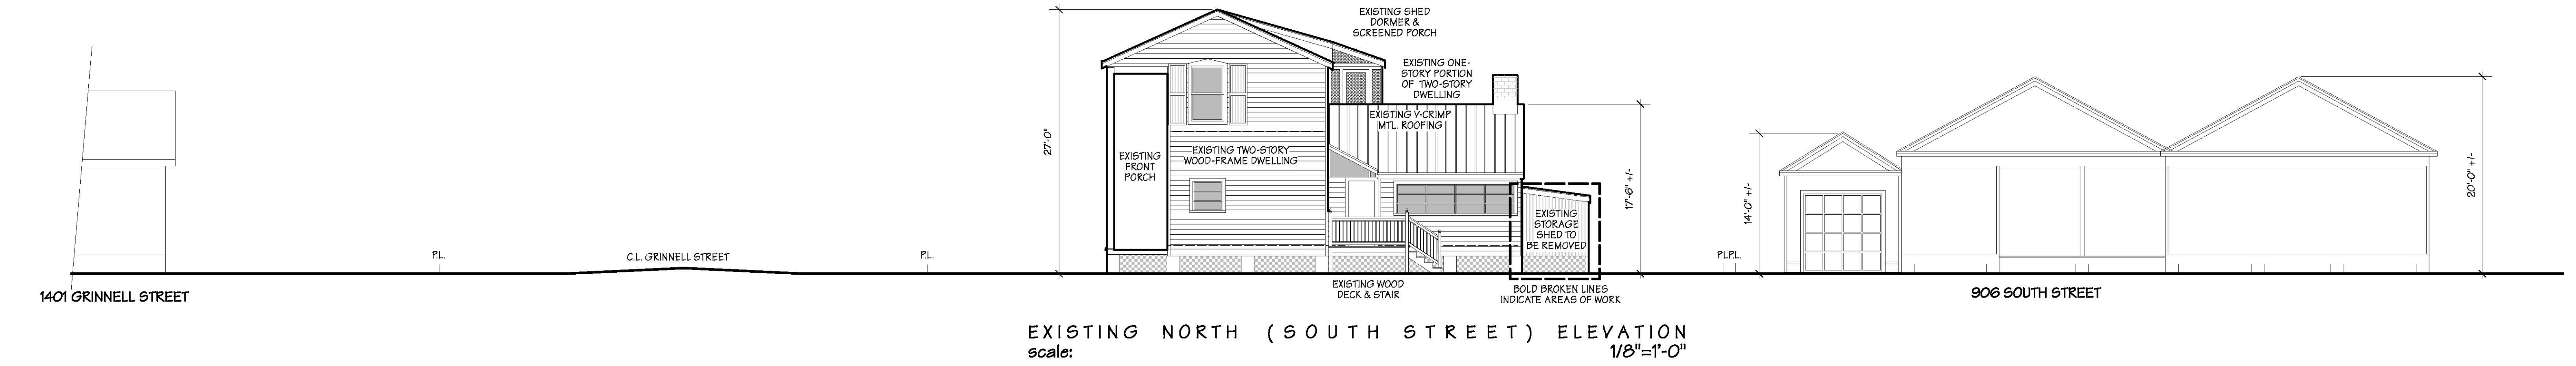 EXISTING SHED
DORMER &
SCREENED PORCH
EXISTING ONE-
STORY PORTION
OF TWO-STORY
DWELLING
EXISTING V-CRIMP
MTL. ROOFING
27'-0"
EXISTING
FRONT
PORCH
EXISTING TWO-STORY
WOOD-FRAME DWELLING
17'-6" +/-
14'-0" +/-
20'-0" +/-
EXISTING
STORAGE
SHED TO
BE REMOVED
P.L.
C.L. GRINNELL STREET
P.L.
P.L.P.L.
1401 GRINNELL STREET
EXISTING WOOD
DECK & STAIR
BOLD BROKEN LINES
INDICATE AREAS OF WORK
906 SOUTH STREET
EXISTING NORTH (SOUTH STREET) ELEVATION
scale: 1/8"=1'-0"